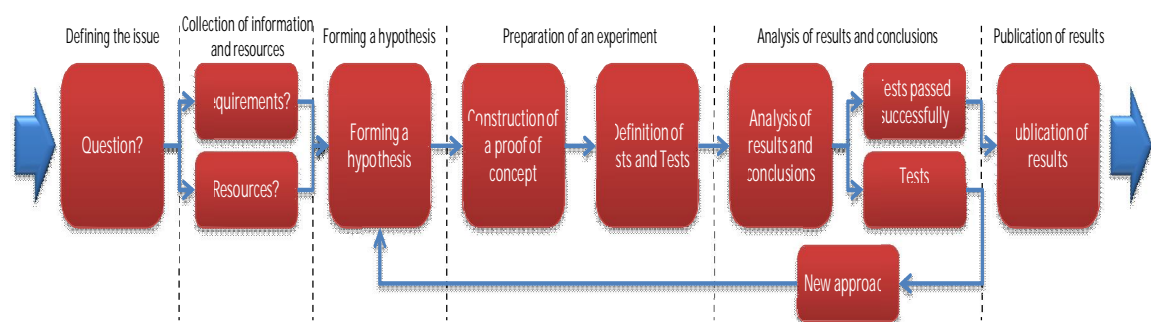 Defining the issue
Collection of information
and resources
Forming a hypothesis
Preparation of an experiment
Analysis of results and conclusions
Publication of results
Question?
equirements?
Resources?
Forming a
hypothesis
Construction of
a proof of
concept
Definition of
sts and Tests
Analysis of
results and
conclusions
Tests passed
successfully
Tests
New approac
ublication of
results